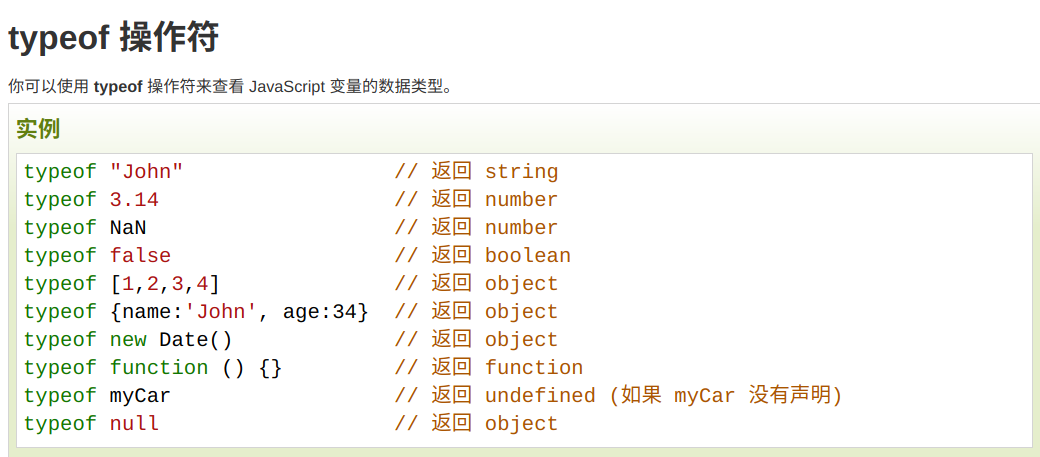 typeof 操作符
你可以使用 typeof 操作符来查看 JavaScript 变量的数据类型。
实例
typeof "John"                 // 返回 string
typeof 3.14                   // 返回 number
typeof NaN                    // 返回 number
typeof false                  // 返回 boolean
typeof [1,2,3,4]              // 返回 object
typeof {name:'John', age:34}  // 返回 object
typeof new Date()             // 返回 object
typeof function () {}         // 返回 function
typeof myCar                  // 返回 undefined (如果 myCar 没有声明)
typeof null                   // 返回 object